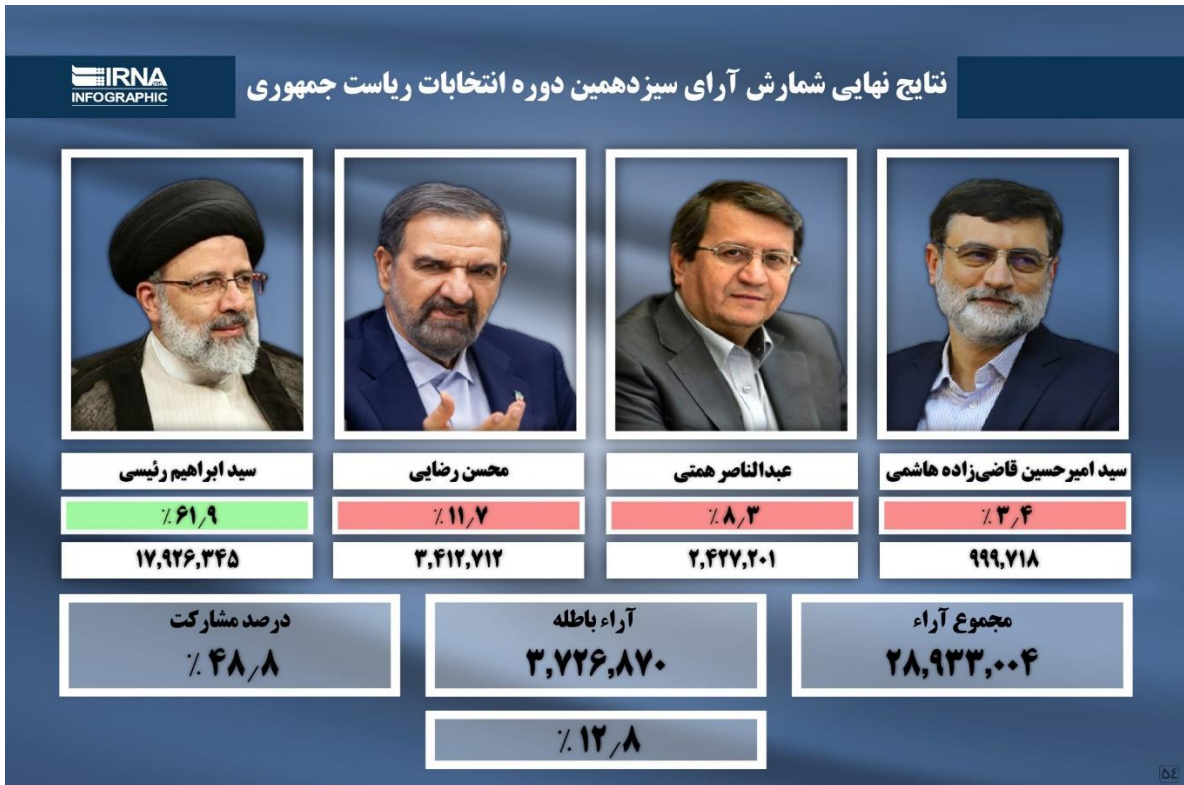 IRNA
INFOGRAPHIC
نتایج نهایی شمارش آرای سیزدهمین دوره انتخابات ریاست جمهوری
سید امیرحسین قاضی‌زاده هاشمی
٪۳٫۴
۹۹۹,۷۱۸
عبدالناصر همتی
٪۸٫۳
۲,۴۲۷,۲۰۱
محسن رضایی
٪۱۱٫۷
۳,۴۱۲,۷۱۲
سید ابراهیم رئیسی
٪۶۱٫۹
۱۷,۹۲۶,۳۴۵
مجموع آراء
۲۸,۹۳۳,۰۰۴
آراء باطله
۳,۷۲۶,۸۷۰
٪۱۲٫۸
درصد مشارکت
٪۴۸٫۸
٥٤